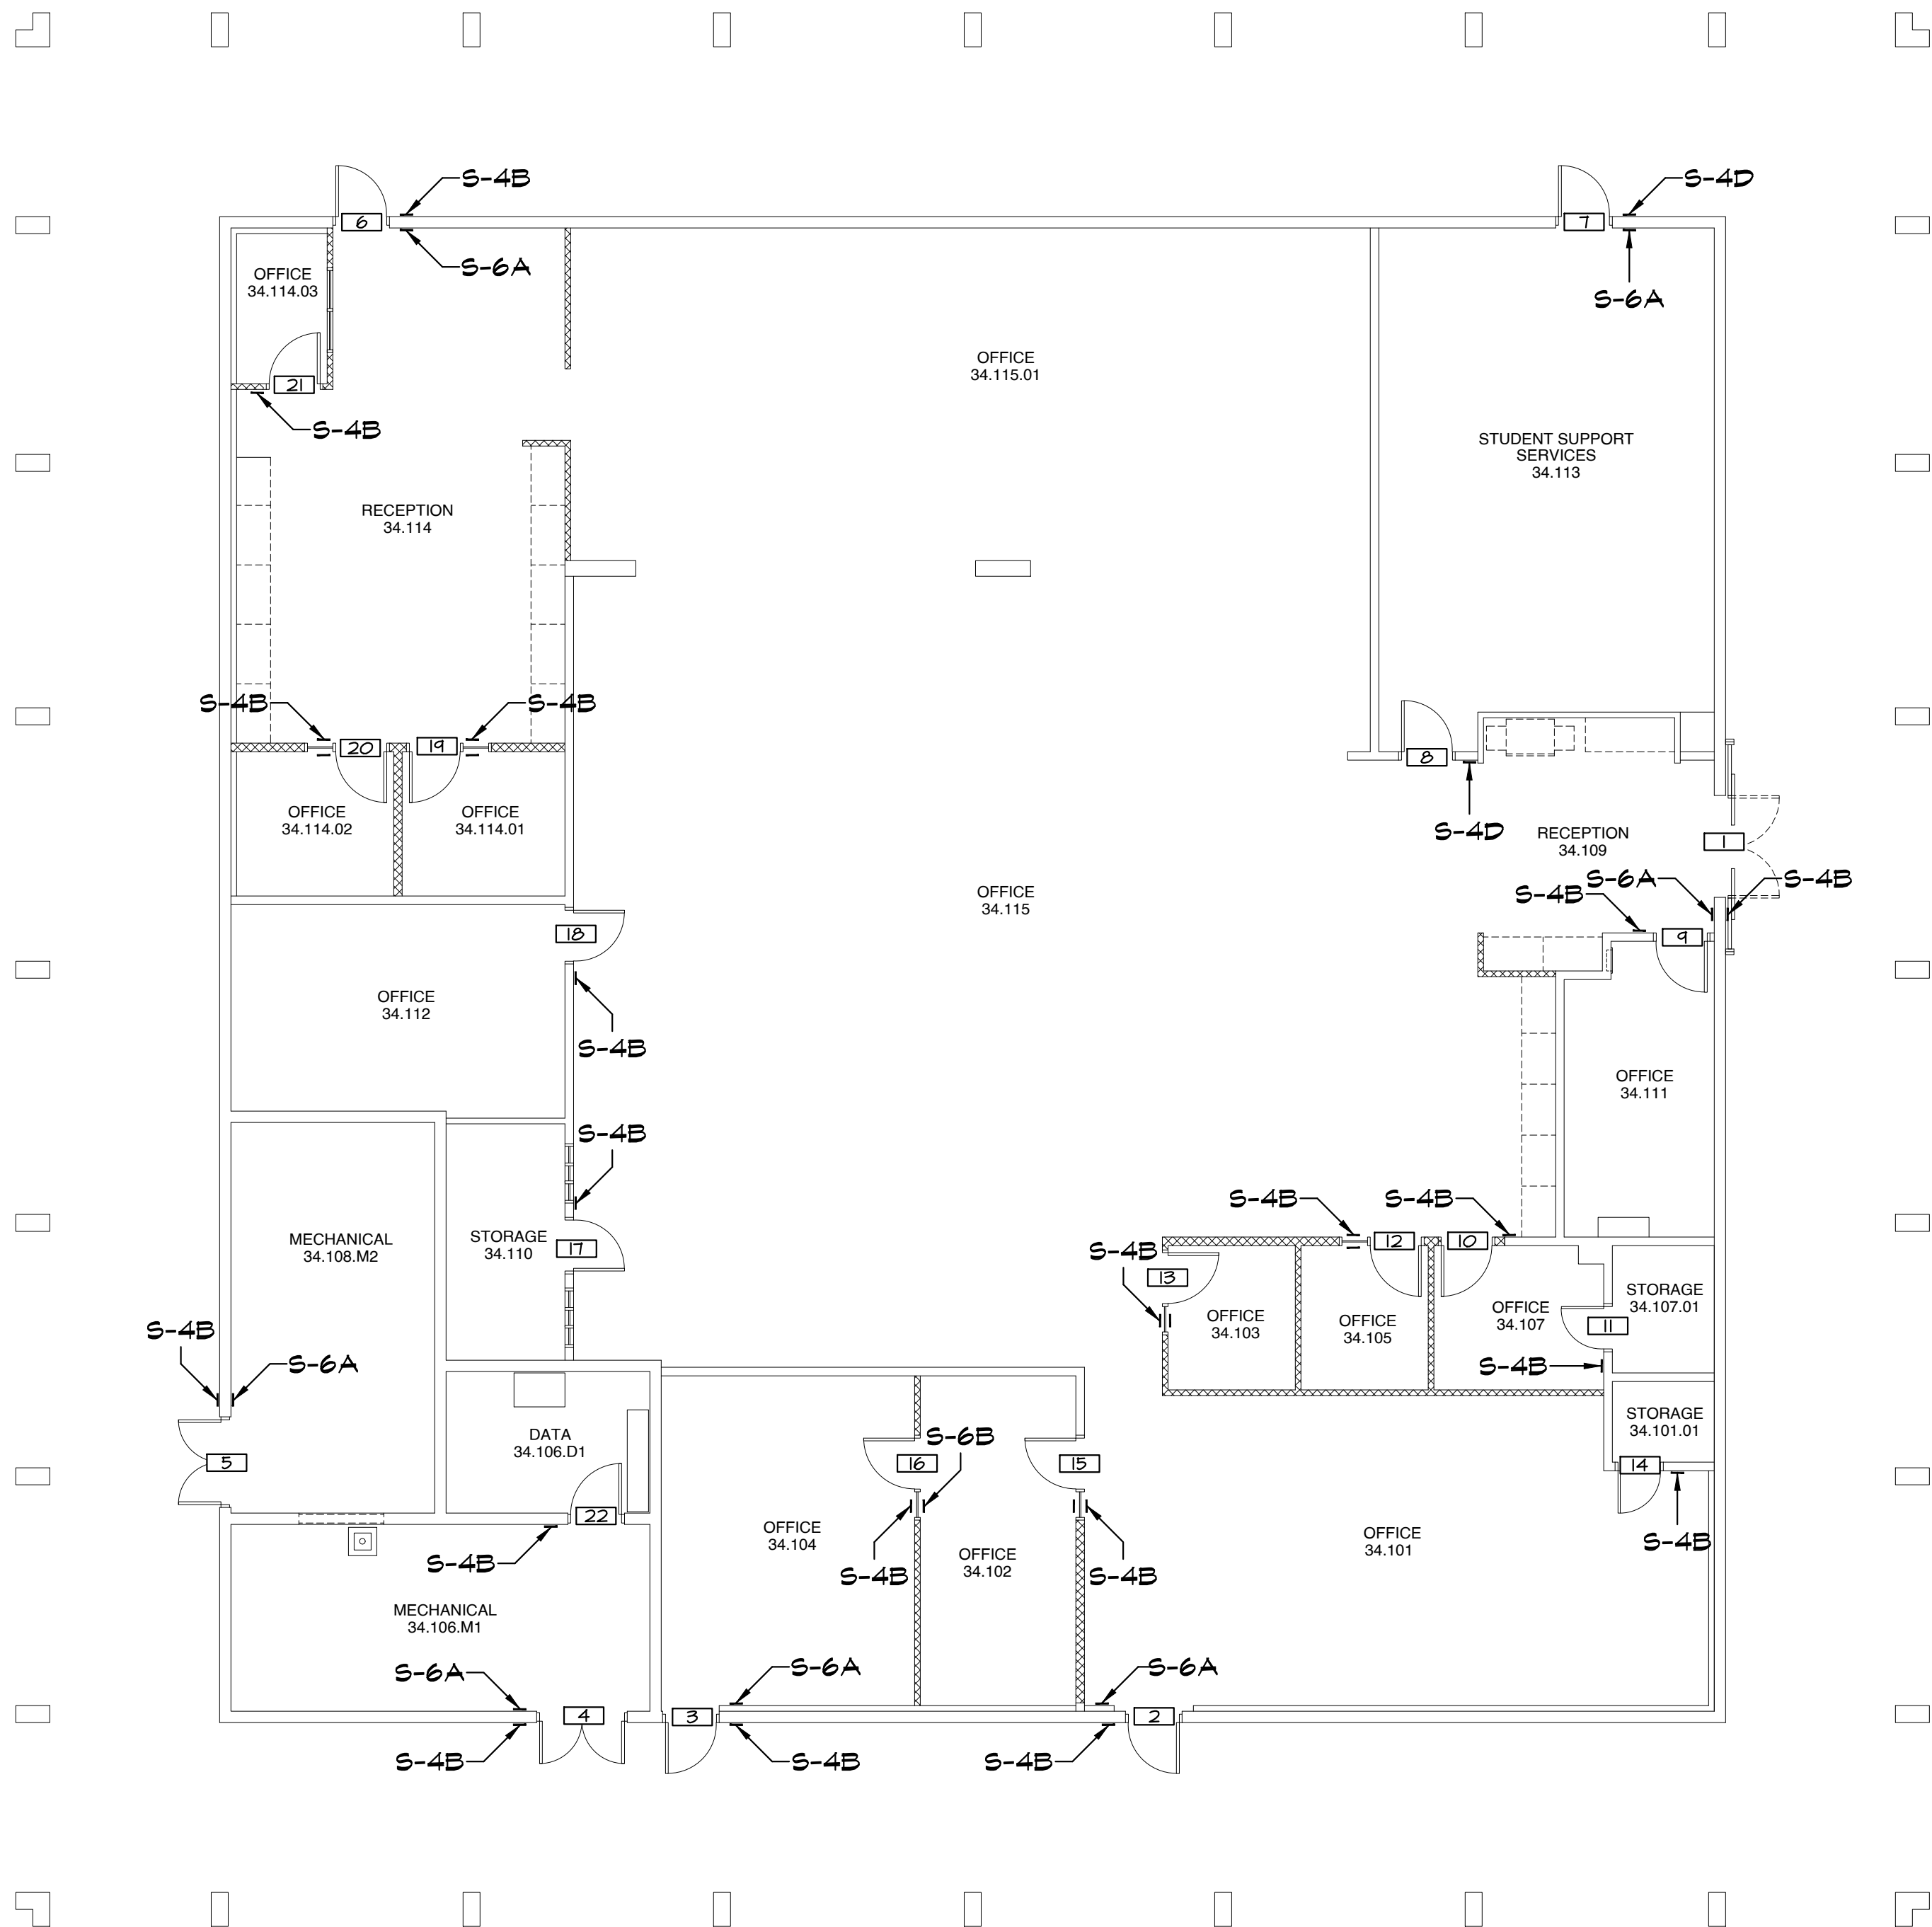 S-4B
S-4D
6
7
S-6A
OFFICE
34.114.03
S-6A
OFFICE
34.115.01
21
S-4B
STUDENT SUPPORT
SERVICES
34.113
RECEPTION
34.114
S-4B
S-4B
20
19
8
OFFICE
34.114.02
OFFICE
34.114.01
S-4D
RECEPTION
34.109
1
S-6A
S-4B
S-4B
OFFICE
34.115
18
9
OFFICE
34.112
S-4B
OFFICE
34.111
S-4B
S-4B
S-4B
MECHANICAL
34.108.M2
STORAGE
34.110
17
12
10
S-4B
13
STORAGE
34.107.01
OFFICE
34.103
OFFICE
34.105
OFFICE
34.107
11
S-4B
S-6A
S-4B
STORAGE
34.101.01
DATA
34.106.D1
S-6B
5
16
15
14
22
OFFICE
34.104
OFFICE
34.102
OFFICE
34.101
S-4B
S-4B
S-4B
S-4B
MECHANICAL
34.106.M1
S-6A
S-6A
S-6A
4
3
2
S-4B
S-4B
S-4B